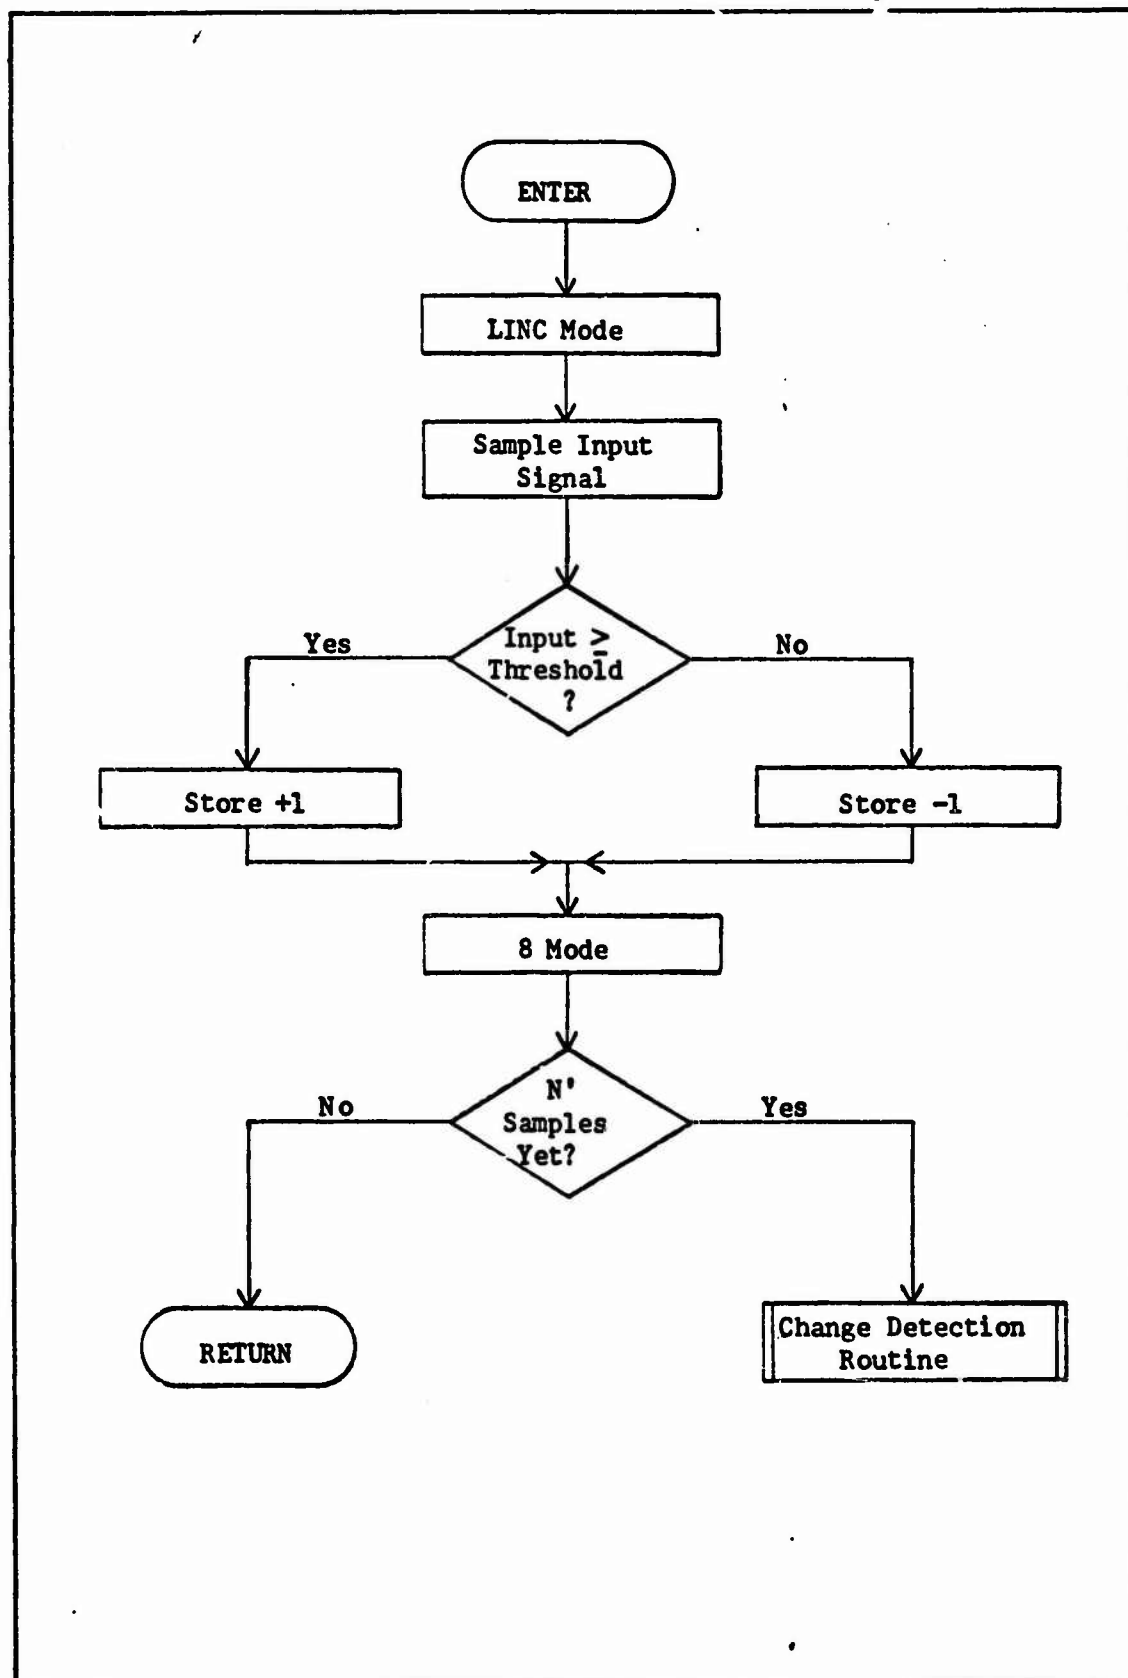 ENTER
LINC Mode
Sample Input
Signal
Input ≥
Threshold
?
Yes
No
Store +1
Store -1
8 Mode
N'
Samples
Yet?
No
Yes
RETURN
Change Detection
Routine